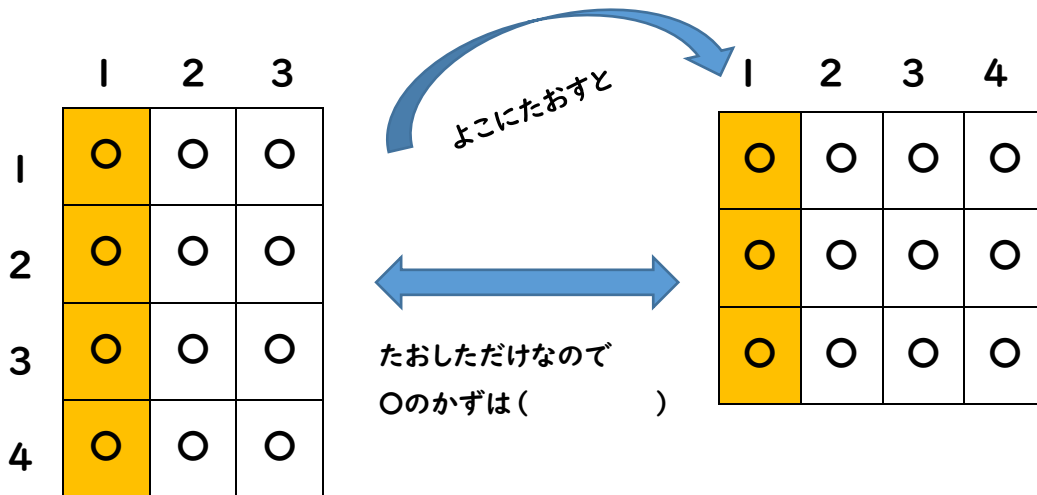 1 2 3
1 ○ ○ ○
2 ○ ○ ○
3 ○ ○ ○
4 ○ ○ ○
よこにたおすと
たおしただけなので
○のかずは( )
1 2 3 4
○ ○ ○ ○
○ ○ ○ ○
○ ○ ○ ○